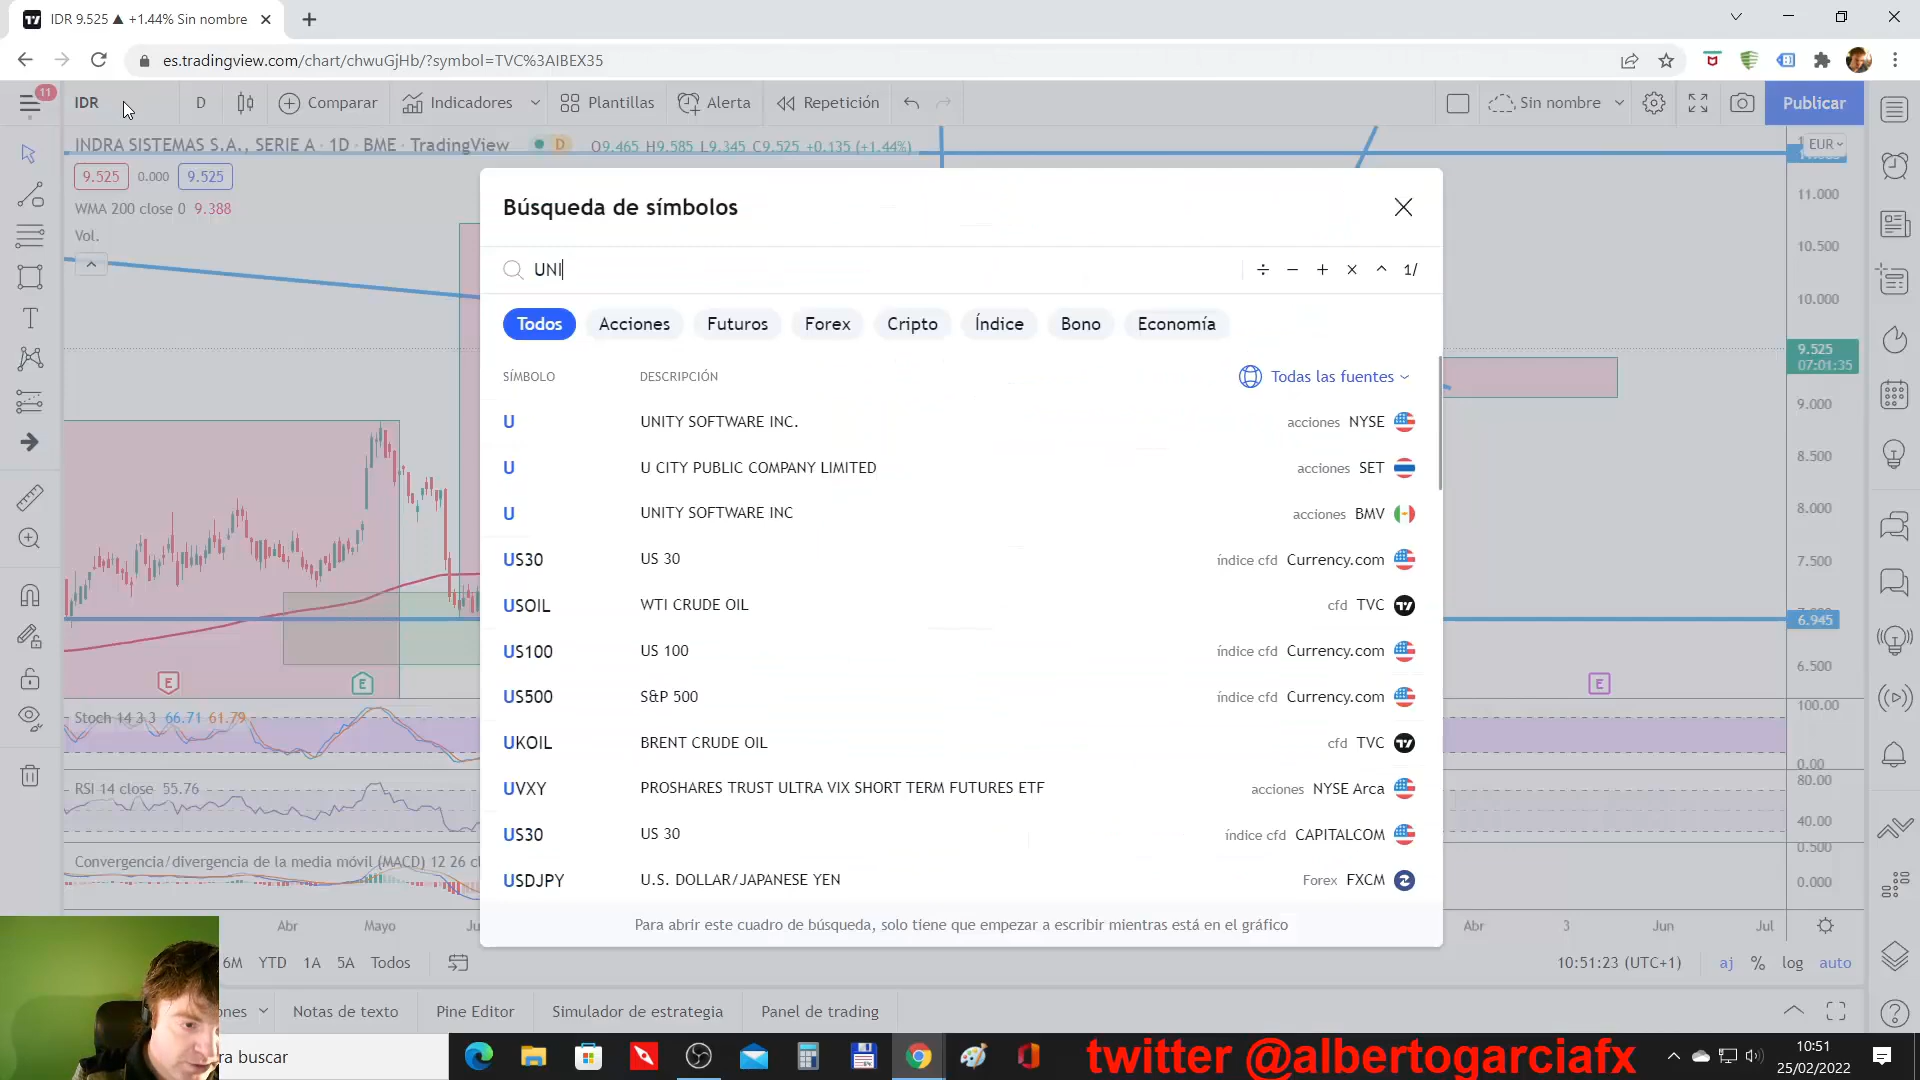 IDR 9.525 ▲ +1.44% Sin nombre
es.tradingview.com/chart/chwuGjHb/?symbol=TVC%3AIBEX35
11
IDR
D
Comparar
Indicadores
Plantillas
Alerta
Repetición
Sin nombre
Publicar
INDRA SISTEMAS S.A., SERIE A · 1D · BME · TradingView
D
O9.465 H9.585 L9.345 C9.525 +0.135 (+1.44%)
EUR
9.525 0.000 9.525
WMA 200 close 0 9.388
Vol.
Búsqueda de símbolos
UNI
÷ − + × ^ 1/
Todos Acciones Futuros Forex Cripto Índice Bono Economía
SÍMBOLO DESCRIPCIÓN Todas las fuentes
U UNITY SOFTWARE INC. acciones NYSE
U U CITY PUBLIC COMPANY LIMITED acciones SET
U UNITY SOFTWARE INC acciones BMV
US30 US 30 índice cfd Currency.com
USOIL WTI CRUDE OIL cfd TVC
US100 US 100 índice cfd Currency.com
US500 S&P 500 índice cfd Currency.com
UKOIL BRENT CRUDE OIL cfd TVC
UVXY PROSHARES TRUST ULTRA VIX SHORT TERM FUTURES ETF acciones NYSE Arca
US30 US 30 índice cfd CAPITALCOM
USDJPY U.S. DOLLAR/JAPANESE YEN Forex FXCM
Para abrir este cuadro de búsqueda, solo tiene que empezar a escribir mientras está en el gráfico
11.000
10.500
10.000
9.525
07:01:35
9.000
8.500
8.000
7.500
6.945
6.500
E
E
E
Stoch 14 3 3 66.71 61.79
100.00
0.00
RSI 14 close 55.76
80.00
40.00
Convergencia/divergencia de la media móvil (MACD) 12 26 cl
0.500
0.000
Abr Mayo Ju Abr 3 Jun Jul
6M YTD 1A 5A Todos
10:51:23 (UTC+1) aj % log auto
ones Notas de texto Pine Editor Simulador de estrategia Panel de trading
ra buscar
twitter @albertogarciafx
10:51
25/02/2022